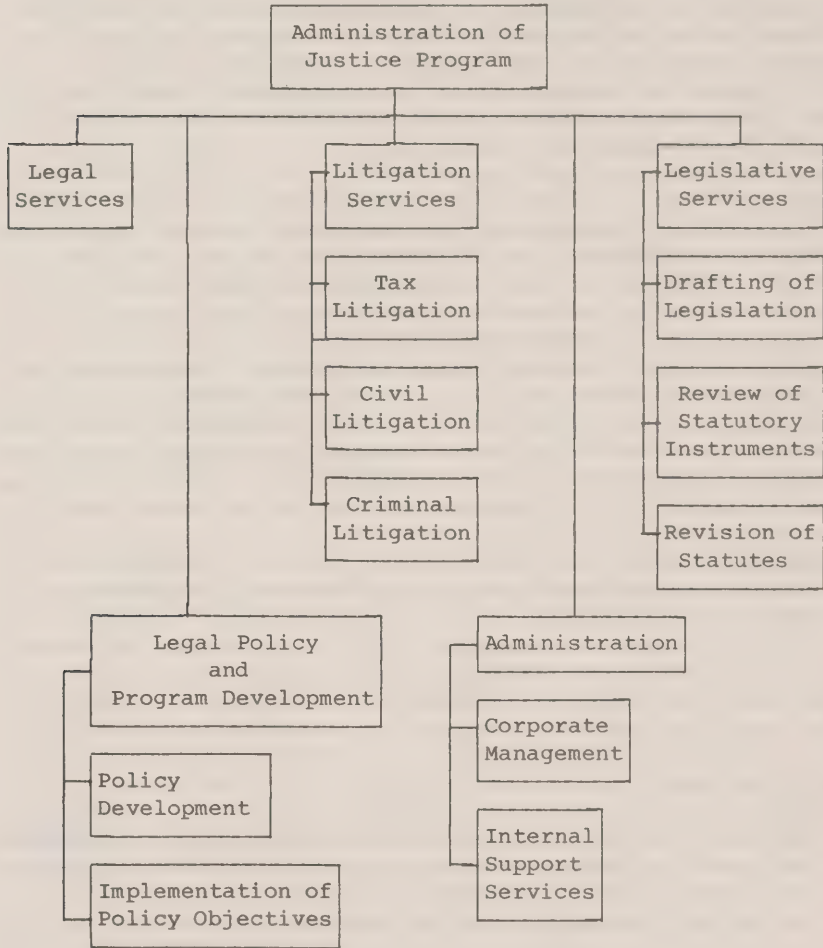 Administration of
Justice Program
Legal
Services
Litigation
Services
Tax
Litigation
Civil
Litigation
Criminal
Litigation
Legislative
Services
Drafting of
Legislation
Review of
Statutory
Instruments
Revision of
Statutes
Legal Policy
and
Program Development
Policy
Development
Implementation of
Policy Objectives
Administration
Corporate
Management
Internal
Support
Services